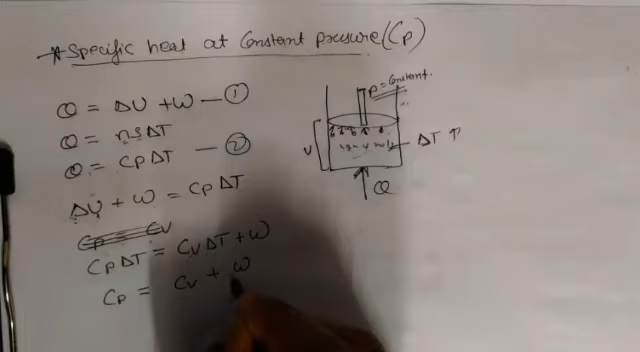 * Specific heat at Constant pressure (Cp)
Q = ΔU + W — ①
Q = nSΔT
Q = CpΔT — ②
ΔU + W = CpΔT
CpΔT = CvΔT + W
Cp = Cv + W
P = Constant.
V
ΔT ↑
Q